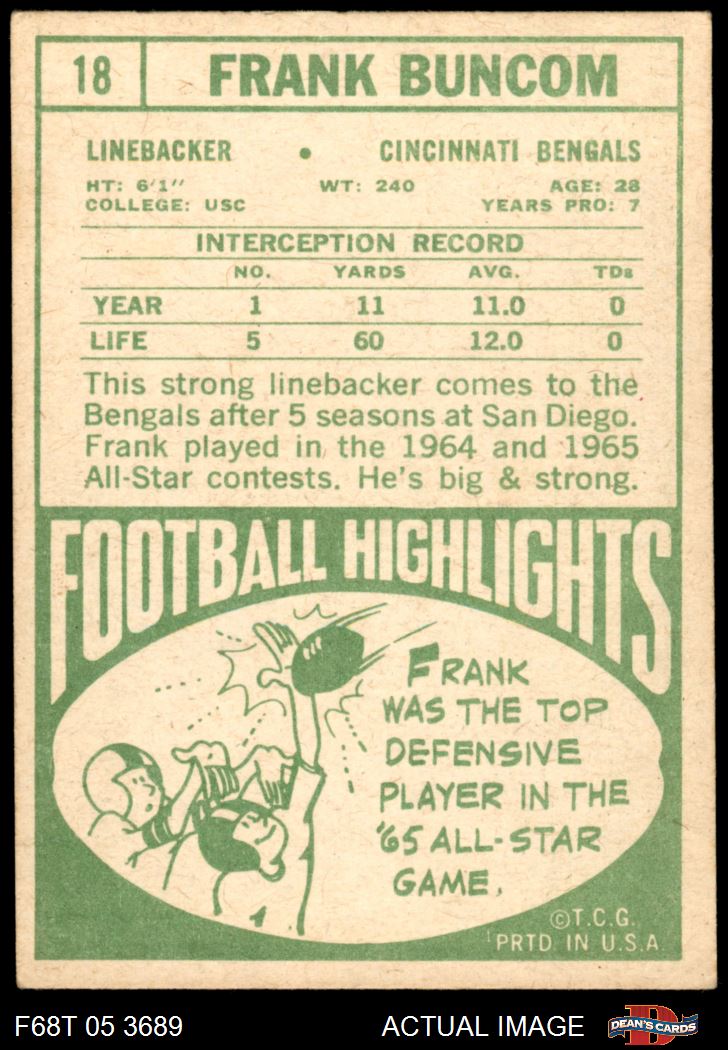 18 FRANK BUNCOM
LINEBACKER • CINCINNATI BENGALS
HT: 6'1" WT: 240 AGE: 28
COLLEGE: USC YEARS PRO: 7
INTERCEPTION RECORD
NO. YARDS AVG. TDs
YEAR 1 11 11.0 0
LIFE 5 60 12.0 0
This strong linebacker comes to the
Bengals after 5 seasons at San Diego.
Frank played in the 1964 and 1965
All-Star contests. He's big & strong.
FOOTBALL HIGHLIGHTS
FRANK
WAS THE TOP
DEFENSIVE
PLAYER IN THE
'65 ALL-STAR
GAME.
©T.C.G.
PRTD IN U.S.A.
F68T 05 3689 ACTUAL IMAGE D DEAN'S CARDS